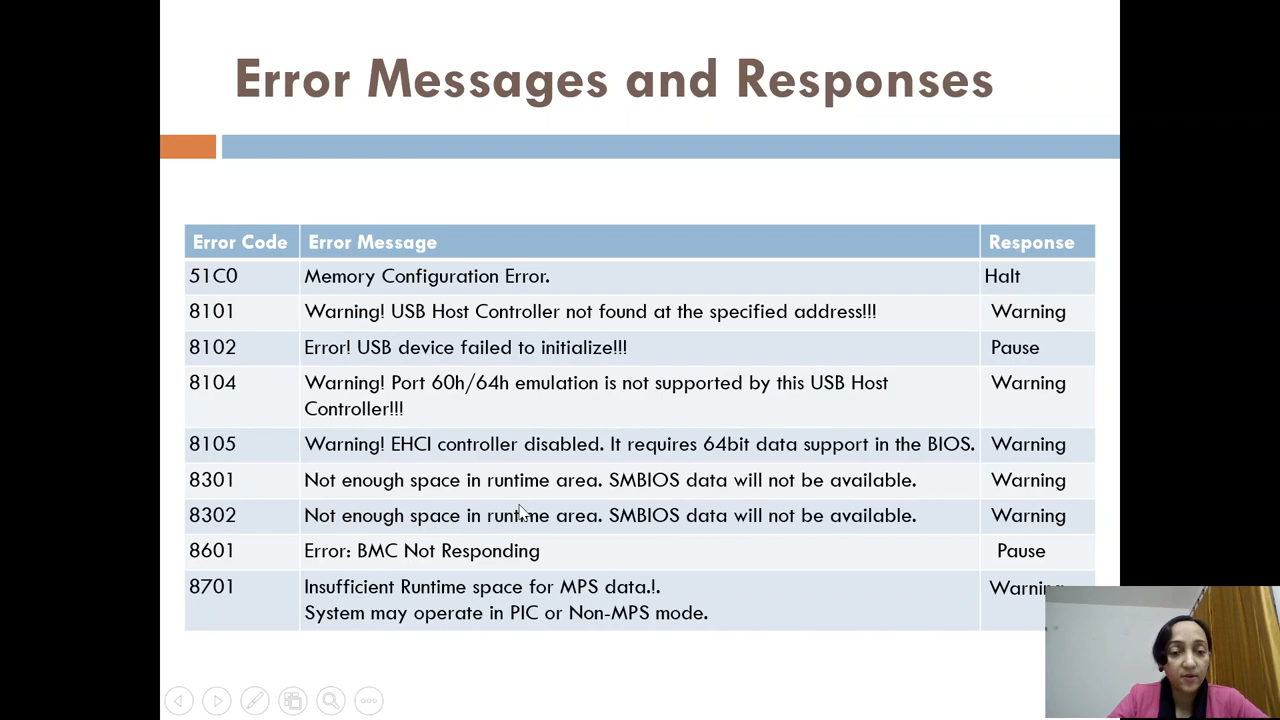 Error Messages and Responses
Error Code Error Message Response
51C0 Memory Configuration Error. Halt
8101 Warning! USB Host Controller not found at the specified address!!! Warning
8102 Error! USB device failed to initialize!!! Pause
8104 Warning! Port 60h/64h emulation is not supported by this USB Host Warning
Controller!!!
8105 Warning! EHCI controller disabled. It requires 64bit data support in the BIOS. Warning
8301 Not enough space in runtime area. SMBIOS data will not be available. Warning
8302 Not enough space in runtime area. SMBIOS data will not be available. Warning
8601 Error: BMC Not Responding Pause
8701 Insufficient Runtime space for MPS data.!. Warning
System may operate in PIC or Non-MPS mode.